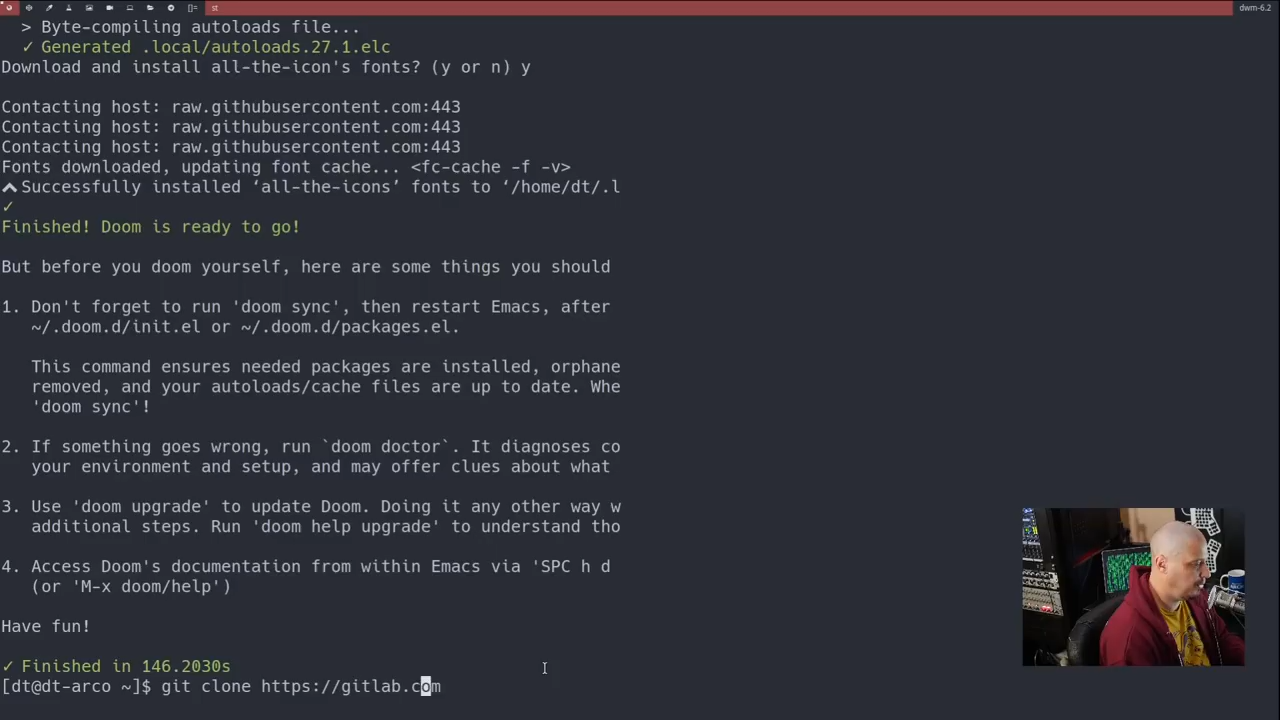 []= st dwm-6.2
> Byte-compiling autoloads file...
✓ Generated .local/autoloads.27.1.elc
Download and install all-the-icon's fonts? (y or n) y
Contacting host: raw.githubusercontent.com:443
Contacting host: raw.githubusercontent.com:443
Contacting host: raw.githubusercontent.com:443
Fonts downloaded, updating font cache... <fc-cache -f -v>
Successfully installed ‘all-the-icons’ fonts to ‘/home/dt/.l
✓
Finished! Doom is ready to go!
But before you doom yourself, here are some things you should
1. Don't forget to run 'doom sync', then restart Emacs, after
~/.doom.d/init.el or ~/.doom.d/packages.el.
This command ensures needed packages are installed, orphane
removed, and your autoloads/cache files are up to date. Whe
'doom sync'!
2. If something goes wrong, run `doom doctor`. It diagnoses co
your environment and setup, and may offer clues about what
3. Use 'doom upgrade' to update Doom. Doing it any other way w
additional steps. Run 'doom help upgrade' to understand tho
4. Access Doom's documentation from within Emacs via 'SPC h d
(or 'M-x doom/help')
Have fun!
✓ Finished in 146.2030s
[dt@dt-arco ~]$ git clone https://gitlab.com